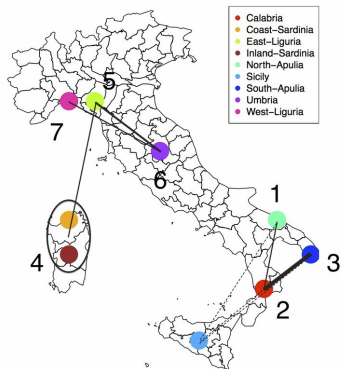 Calabria
Coast-Sardinia
East-Liguria
Inland-Sardinia
North-Apulia
Sicily
South-Apulia
Umbria
West-Liguria
5
7
6
1
4
3
2